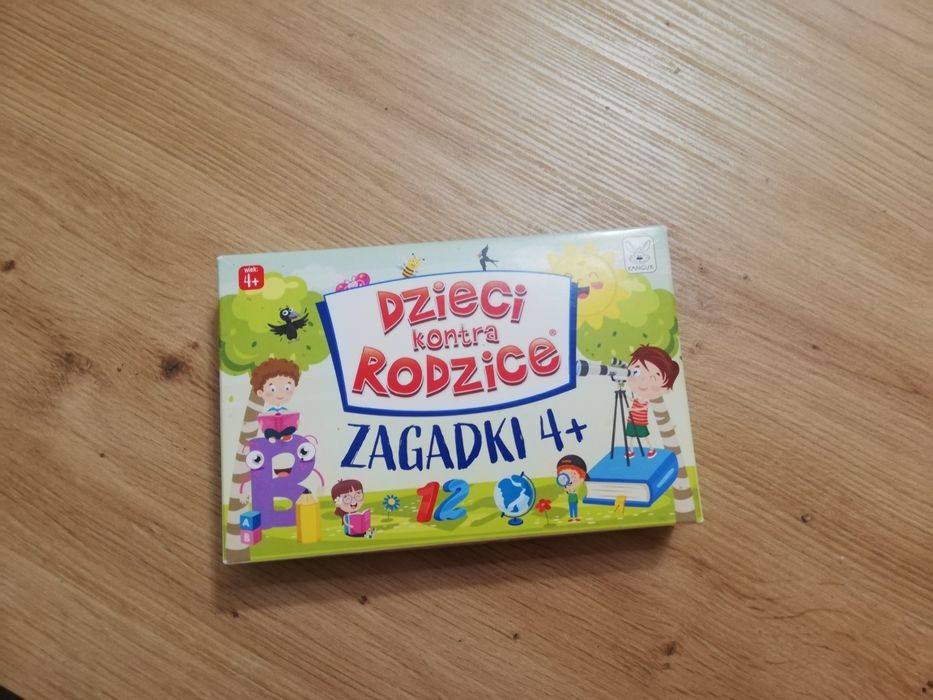 wiek:
4+
KANGUR
Dzieci
kontra
Rodzice®
ZAGADKI 4+
B
12
A
B